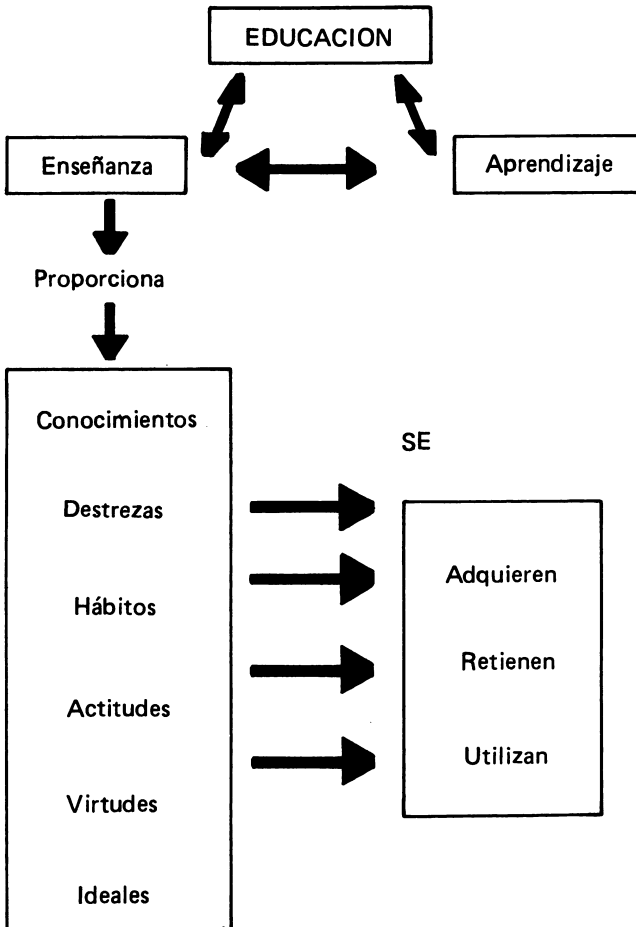 EDUCACION
Enseñanza
Aprendizaje
Proporciona
Conocimientos
Destrezas
Hábitos
Actitudes
Virtudes
Ideales
SE
Adquieren
Retienen
Utilizan